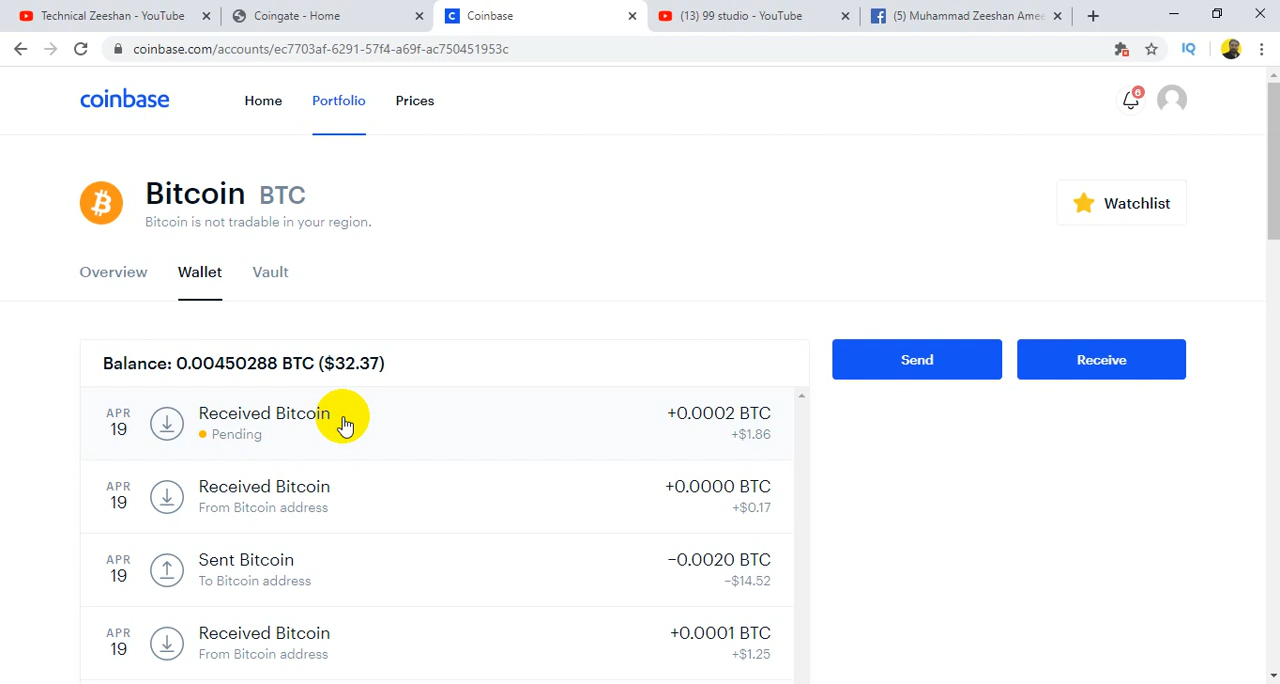 Technical Zeeshan - YouTube
Coingate - Home
Coinbase
(13) 99 studio - YouTube
(5) Muhammad Zeeshan Amee
coinbase.com/accounts/ec7703af-6291-57f4-a69f-ac750451953c
IQ
coinbase
Home
Portfolio
Prices
6
Bitcoin BTC
Bitcoin is not tradable in your region.
Watchlist
Overview
Wallet
Vault
Balance: 0.00450288 BTC ($32.37)
Send
Receive
APR
19
Received Bitcoin
Pending
+0.0002 BTC
+$1.86
APR
19
Received Bitcoin
From Bitcoin address
+0.0000 BTC
+$0.17
APR
19
Sent Bitcoin
To Bitcoin address
−0.0020 BTC
−$14.52
APR
19
Received Bitcoin
From Bitcoin address
+0.0001 BTC
+$1.25